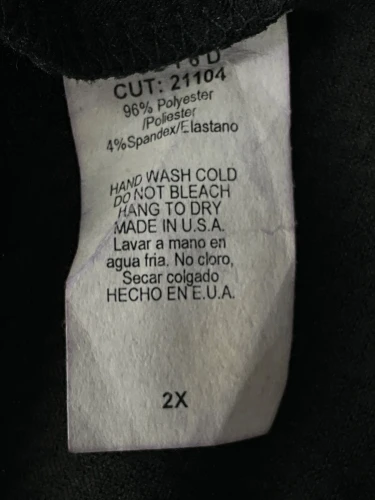 CUT: 21104
96% Polyester
/Poliester
4%Spandex/Elastano
HAND WASH COLD
DO NOT BLEACH
HANG TO DRY
MADE IN U.S.A.
Lavar a mano en
agua fria. No cloro,
Secar colgado
HECHO EN E.U.A.
2X